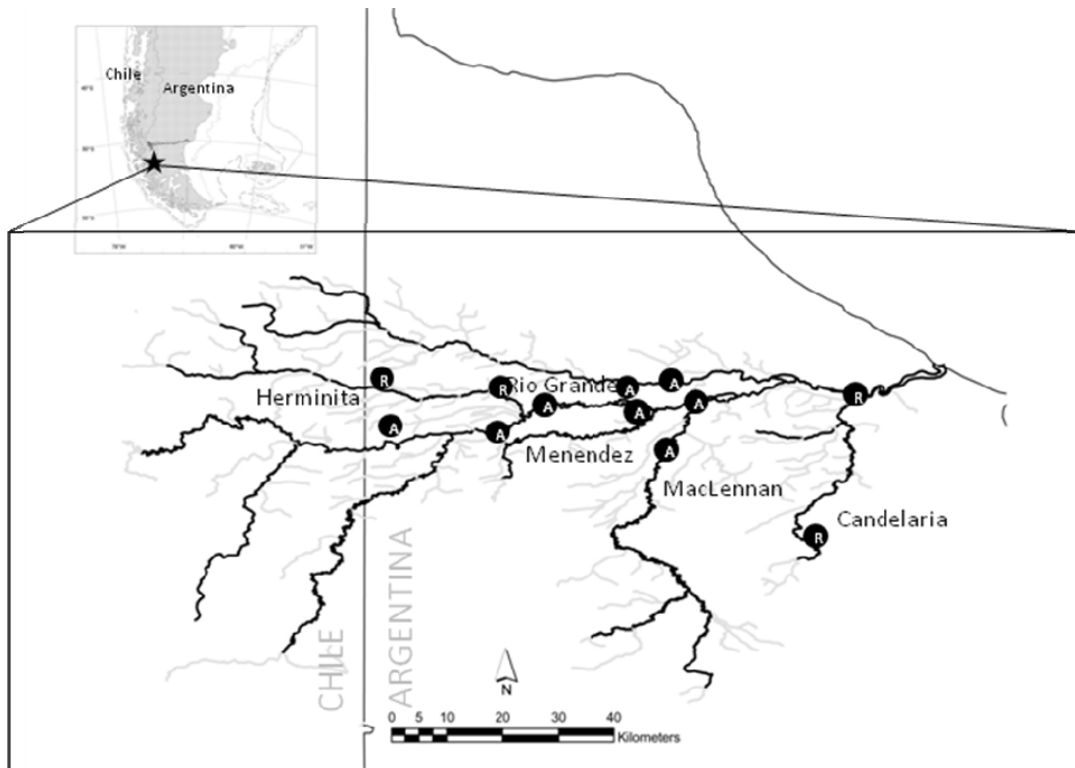 Chile
Argentina
R
R
Rio Grande
A
A
Herminita
A
A
R
A
A
A
Menendez
A
MacLennan
Candelaria
R
CHILE
ARGENTINA
N
0 5 10 20 30 40
Kilometers